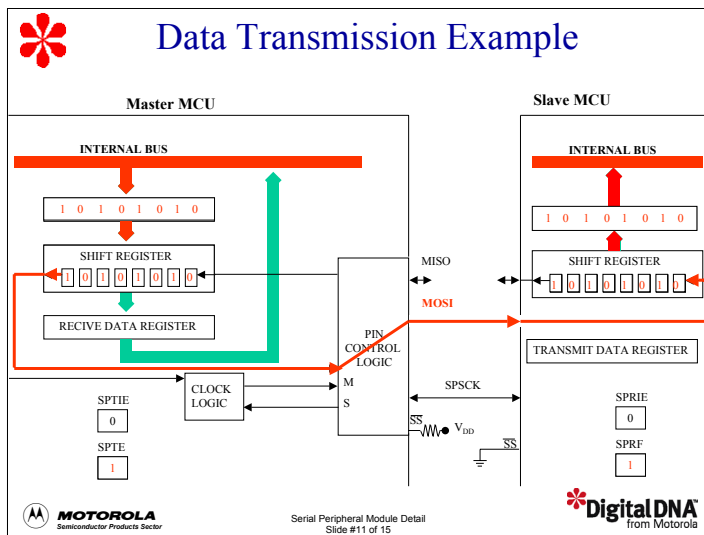 Data Transmission Example
Master MCU
Slave MCU
INTERNAL BUS
INTERNAL BUS
1 0 1 0 1 0 1 0
1 0 1 0 1 0 1 0
SHIFT REGISTER
1 0 1 0 1 0 1 0
SHIFT REGISTER
1 0 1 0 1 0 1 0
MISO
MOSI
RECIVE DATA REGISTER
PIN
CONTROL
LOGIC
TRANSMIT DATA REGISTER
CLOCK
LOGIC
M
S
SPSCK
SS
VDD
SS
SPTIE
0
SPTE
1
SPRIE
0
SPRF
1
MOTOROLA
Semiconductor Products Sector
Serial Peripheral Module Detail
Slide #11 of 15
DigitalDNA
from Motorola